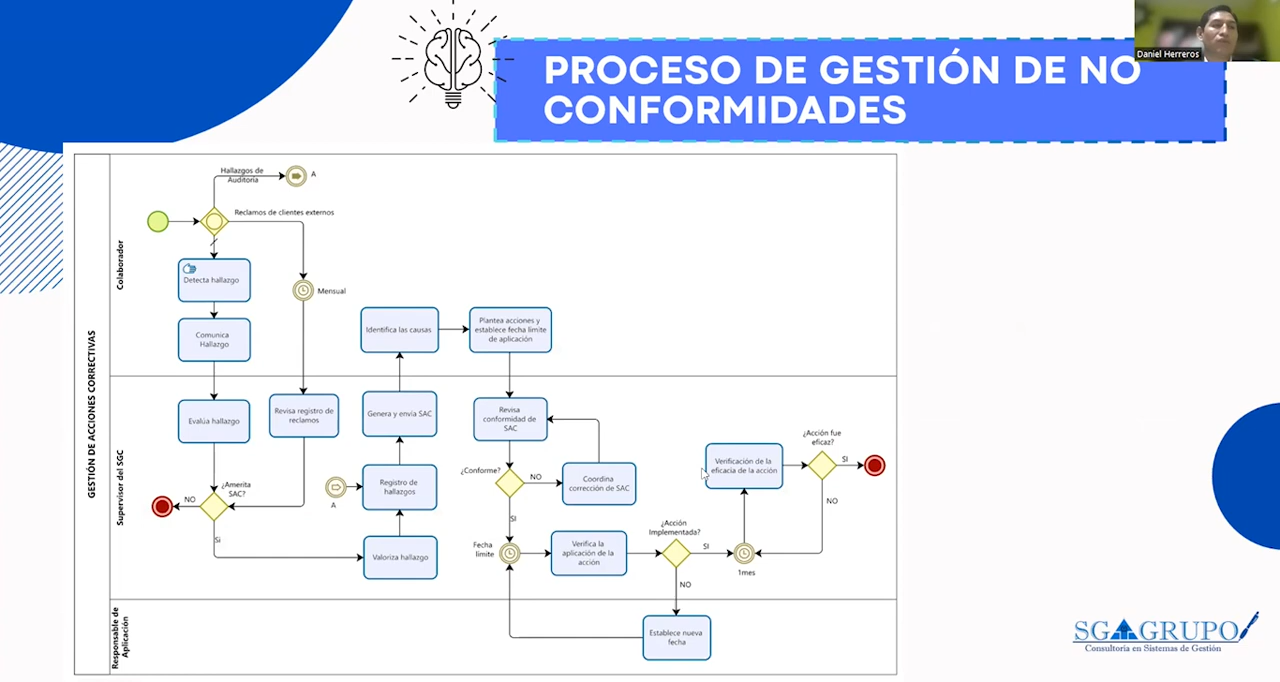 Daniel Herreros
PROCESO DE GESTIÓN DE NO
CONFORMIDADES
GESTIÓN DE ACCIONES CORRECTIVAS
Colaborador
Hallazgos de
Auditoría
A
Reclamos de clientes externos
Detecta hallazgo
Mensual
Comunica
Hallazgo
Identifica las causas
Plantea acciones y
establece fecha límite
de aplicación
Supervisor del SGC
Evalúa hallazgo
Revisa registro de
reclamos
Genera y envía SAC
Revisa
conformidad de
SAC
¿Amerita
SAC?
NO
Si
A
Registro de
hallazgos
Valoriza hallazgo
¿Conforme?
NO
SI
Coordina
corrección de SAC
Fecha
límite
Verifica la
aplicación de la
acción
¿Acción
Implementada?
SI
NO
1mes
Verificación de la
eficacia de la acción
¿Acción fue
eficaz?
SI
NO
Responsable de
Aplicación
Establece nueva
fecha
SG GRUPO
Consultoría en Sistemas de Gestión